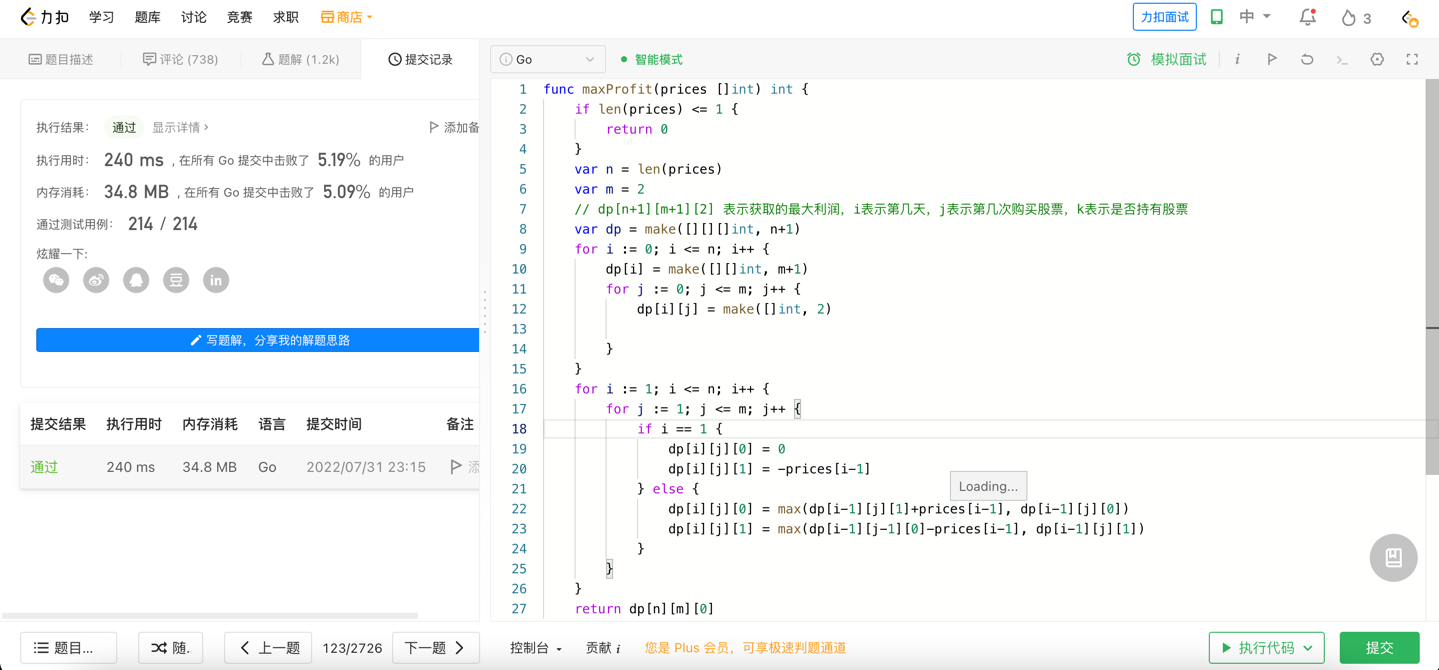 力扣 学习 题库 讨论 竞赛 求职 商店 力扣面试 中 3
题目描述 评论 (738) 题解 (1.2k) 提交记录
Go 智能模式 模拟面试 i
执行结果： 通过 显示详情 > 添加备
执行用时： 240 ms , 在所有 Go 提交中击败了 5.19% 的用户
内存消耗： 34.8 MB , 在所有 Go 提交中击败了 5.09% 的用户
通过测试用例： 214 / 214
炫耀一下:
豆 in
写题解，分享我的解题思路
提交结果 执行用时 内存消耗 语言 提交时间 备注
通过 240 ms 34.8 MB Go 2022/07/31 23:15 添
1 func maxProfit(prices []int) int {
2 if len(prices) <= 1 {
3 return 0
4 }
5 var n = len(prices)
6 var m = 2
7 // dp[n+1][m+1][2] 表示获取的最大利润，i表示第几天，j表示第几次购买股票，k表示是否持有股票
8 var dp = make([][][]int, n+1)
9 for i := 0; i <= n; i++ {
10 dp[i] = make([][]int, m+1)
11 for j := 0; j <= m; j++ {
12 dp[i][j] = make([]int, 2)
13
14 }
15 }
16 for i := 1; i <= n; i++ {
17 for j := 1; j <= m; j++ {
18 if i == 1 {
19 dp[i][j][0] = 0
20 dp[i][j][1] = -prices[i-1]
21 } else {
22 dp[i][j][0] = max(dp[i-1][j][1]+prices[i-1], dp[i-1][j][0])
23 dp[i][j][1] = max(dp[i-1][j-1][0]-prices[i-1], dp[i-1][j][1])
24 }
25 }
26 }
27 return dp[n][m][0]
Loading...
题目... 随. 上一题 123/2726 下一题 控制台 贡献 i 您是 Plus 会员，可享极速判题通道 执行代码 提交